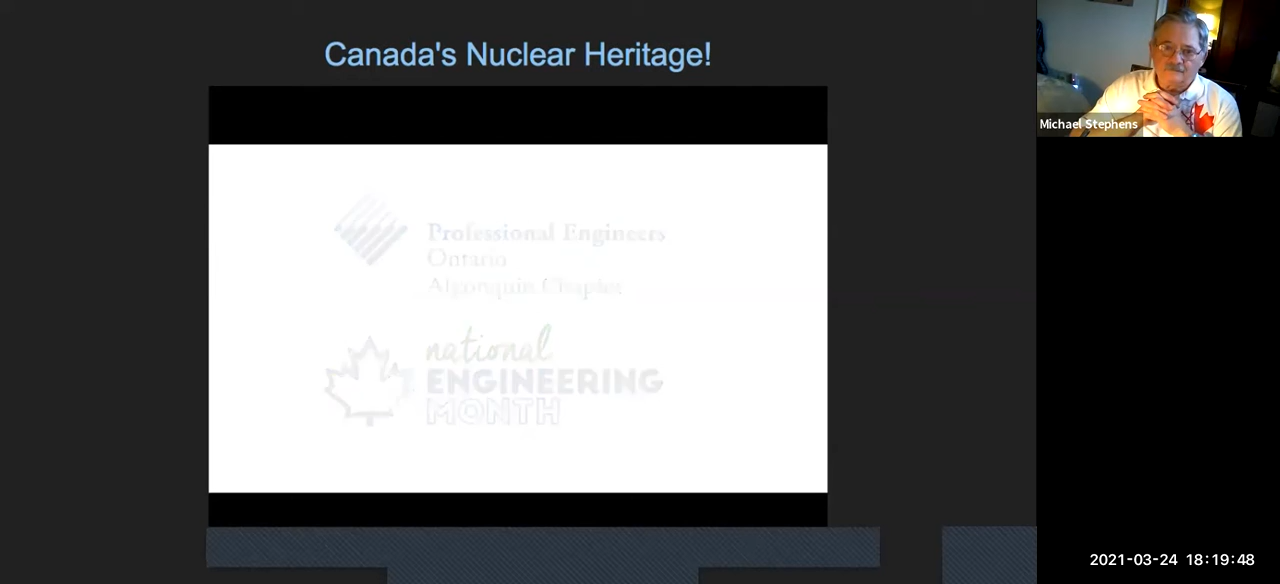 Canada's Nuclear Heritage!
Michael Stephens
Professional Engineers
Ontario
Algonquin Chapter
national
ENGINEERING
MONTH
2021-03-24 18:19:48